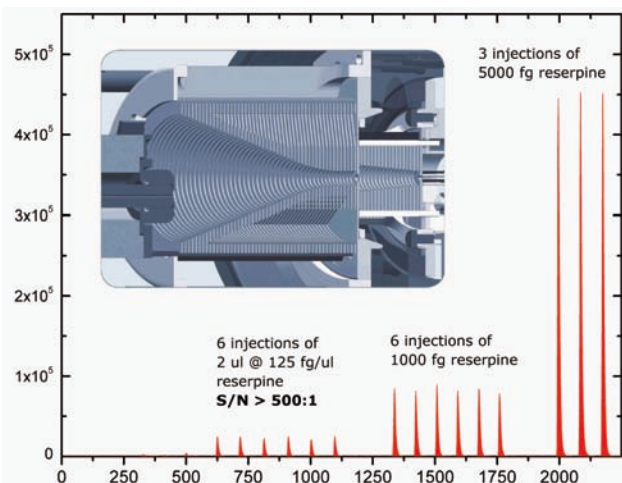 5x10⁵
4x10⁵
3x10⁵
2x10⁵
1x10⁵
0
3 injections of
5000 fg reserpine
6 injections of
2 ul @ 125 fg/ul
reserpine
S/N > 500:1
6 injections of
1000 fg reserpine
0 250 500 750 1000 1250 1500 1750 2000